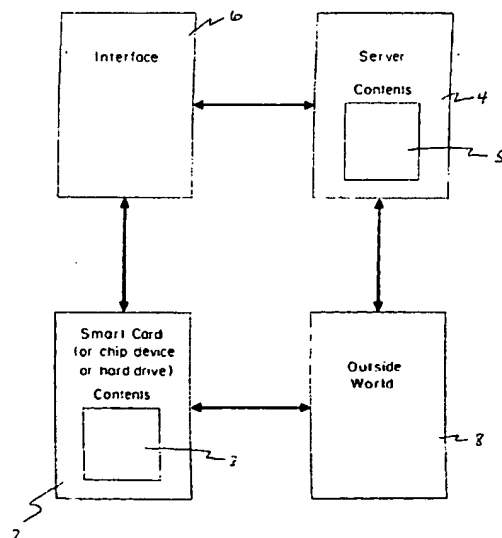 6
Interface
Server
Contents
4
5
Smart Card
(or chip device
or hard drive)
Contents
3
2
Outside
World
8